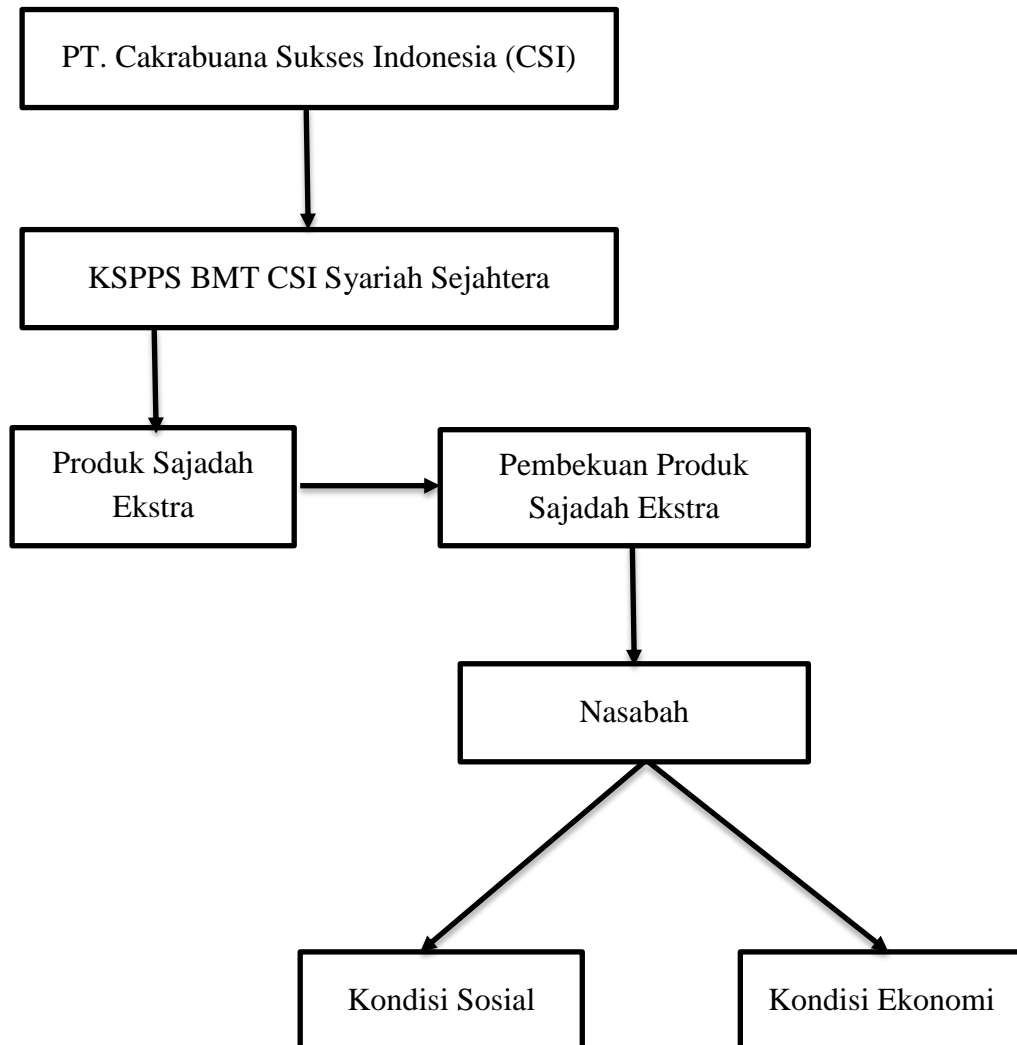 PT. Cakrabuana Sukses Indonesia (CSI)
KSPPS BMT CSI Syariah Sejahtera
Produk Sajadah
Ekstra
Pembekuan Produk
Sajadah Ekstra
Nasabah
Kondisi Sosial
Kondisi Ekonomi